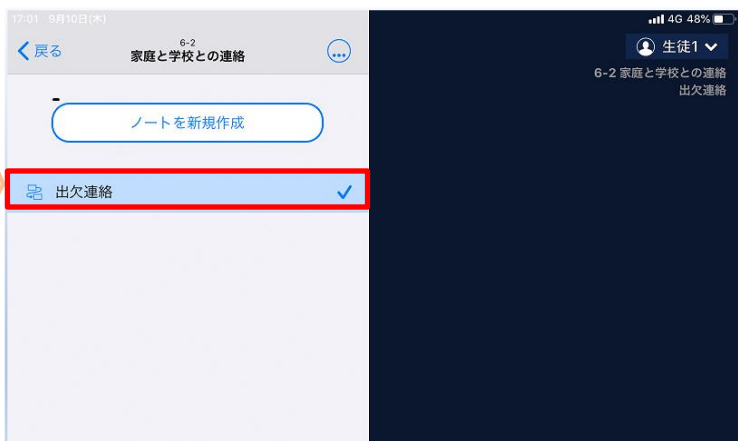 17:01 9月10日(木)
4G 48%
戻る
6-2
家庭と学校との連絡
生徒1
6-2 家庭と学校との連絡
出欠連絡
ノートを新規作成
出欠連絡